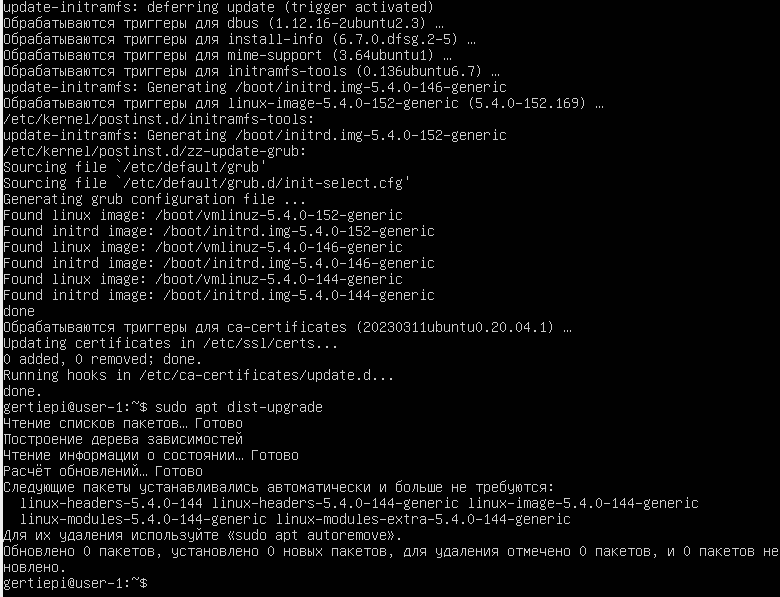 update-initramfs: deferring update (trigger activated)
Обрабатываются триггеры для dbus (1.12.16-2ubuntu2.3) …
Обрабатываются триггеры для install-info (6.7.0.dfsg.2-5) …
Обрабатываются триггеры для mime-support (3.64ubuntu1) …
Обрабатываются триггеры для initramfs-tools (0.136ubuntu6.7) …
update-initramfs: Generating /boot/initrd.img-5.4.0-146-generic
Обрабатываются триггеры для linux-image-5.4.0-152-generic (5.4.0-152.169) …
/etc/kernel/postinst.d/initramfs-tools:
update-initramfs: Generating /boot/initrd.img-5.4.0-152-generic
/etc/kernel/postinst.d/zz-update-grub:
Sourcing file `/etc/default/grub'
Sourcing file `/etc/default/grub.d/init-select.cfg'
Generating grub configuration file ...
Found linux image: /boot/vmlinuz-5.4.0-152-generic
Found initrd image: /boot/initrd.img-5.4.0-152-generic
Found linux image: /boot/vmlinuz-5.4.0-146-generic
Found initrd image: /boot/initrd.img-5.4.0-146-generic
Found linux image: /boot/vmlinuz-5.4.0-144-generic
Found initrd image: /boot/initrd.img-5.4.0-144-generic
done
Обрабатываются триггеры для ca-certificates (20230311ubuntu0.20.04.1) …
Updating certificates in /etc/ssl/certs...
0 added, 0 removed; done.
Running hooks in /etc/ca-certificates/update.d...
done.
gertiepi@user-1:~$ sudo apt dist-upgrade
Чтение списков пакетов… Готово
Построение дерева зависимостей
Чтение информации о состоянии… Готово
Расчёт обновлений… Готово
Следующие пакеты устанавливались автоматически и больше не требуются:
  linux-headers-5.4.0-144 linux-headers-5.4.0-144-generic linux-image-5.4.0-144-generic
  linux-modules-5.4.0-144-generic linux-modules-extra-5.4.0-144-generic
Для их удаления используйте «sudo apt autoremove».
Обновлено 0 пакетов, установлено 0 новых пакетов, для удаления отмечено 0 пакетов, и 0 пакетов не
новлено.
gertiepi@user-1:~$